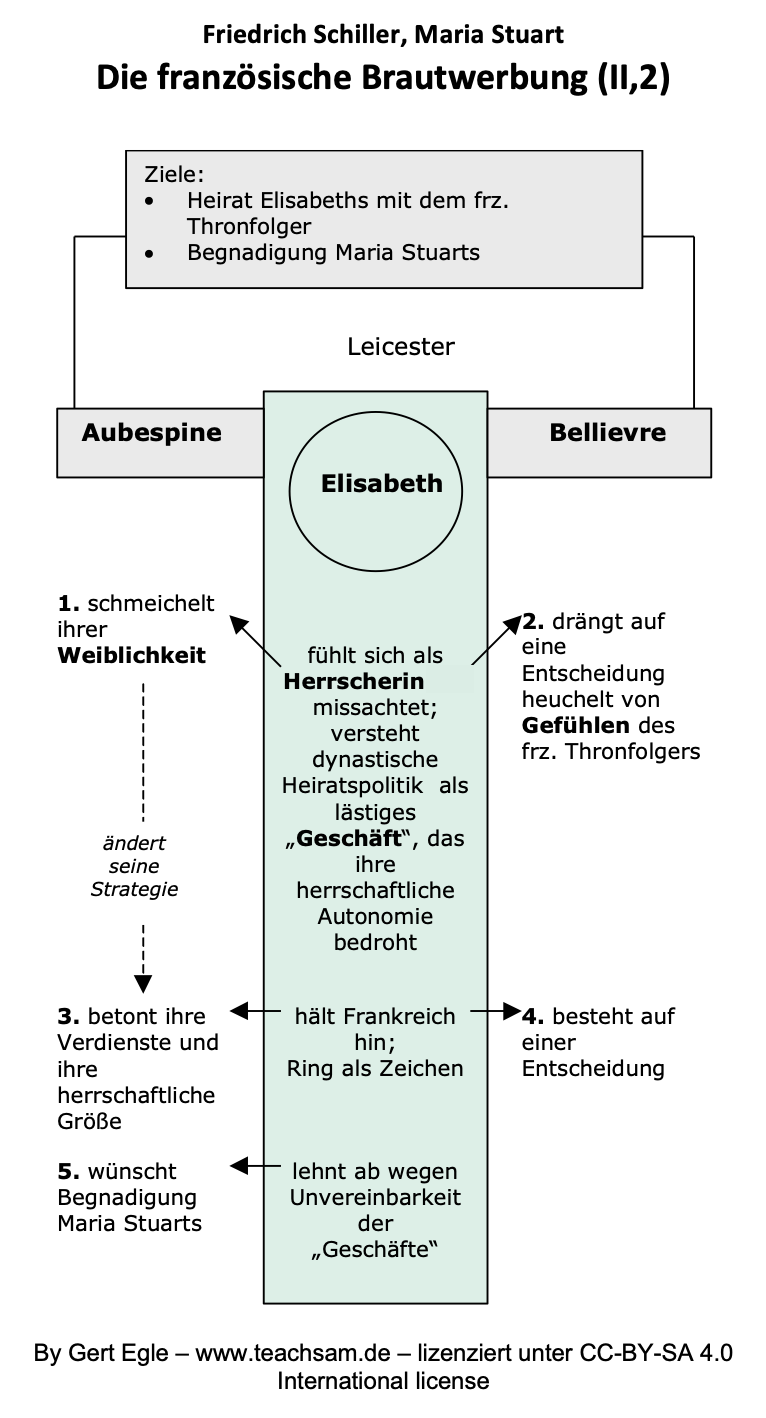 Friedrich Schiller, Maria Stuart
Die französische Brautwerbung (II,2)
Ziele:
• Heirat Elisabeths mit dem frz.
Thronfolger
• Begnadigung Maria Stuarts
Leicester
Aubespine
Elisabeth
Bellievre
1. schmeichelt
ihrer
Weiblichkeit
ändert
seine
Strategie
fühlt sich als
Herrscherin
missachtet;
versteht
dynastische
Heiratspolitik als
lästiges
„Geschäft“, das
ihre
herrschaftliche
Autonomie
bedroht
2. drängt auf
eine
Entscheidung
heuchelt von
Gefühlen des
frz. Thronfolgers
3. betont ihre
Verdienste und
ihre
herrschaftliche
Größe
hält Frankreich
hin;
Ring als Zeichen
4. besteht auf
einer
Entscheidung
5. wünscht
Begnadigung
Maria Stuarts
lehnt ab wegen
Unvereinbarkeit
der
„Geschäfte“
By Gert Egle – www.teachsam.de – lizenziert unter CC-BY-SA 4.0
International license